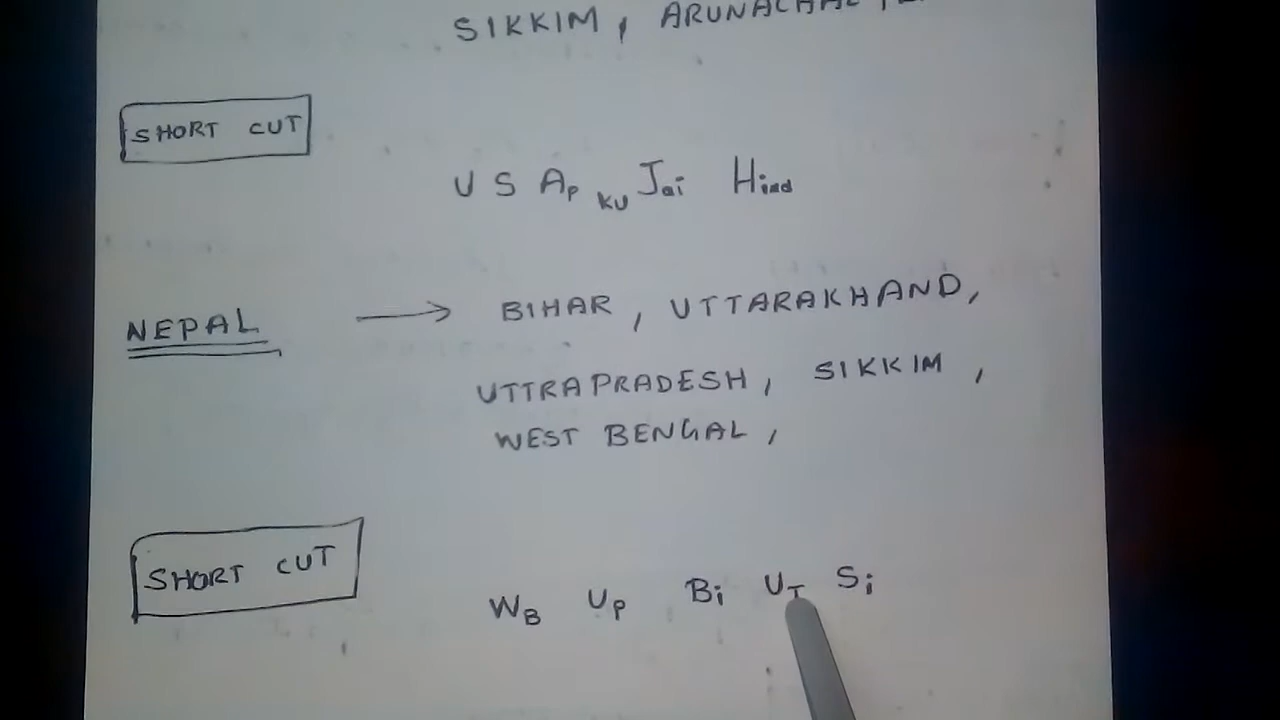 SIKKIM, ARUNACHAL
SHORT CUT
U S Ap KU Jai Hind
NEPAL → BIHAR, UTTARAKHAND,
UTTRAPRADESH, SIKKIM,
WEST BENGAL,
SHORT CUT
WB Up Bi UT Si